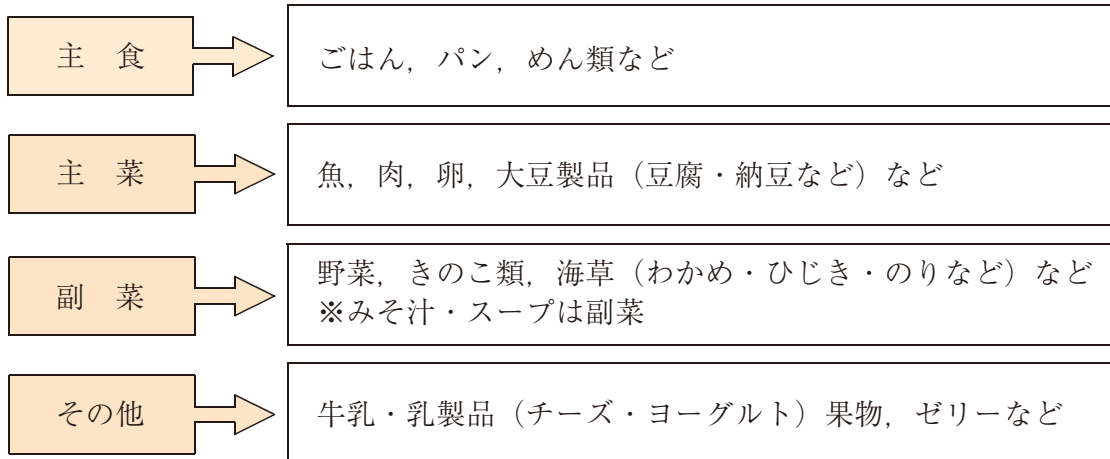 主　食
ごはん，パン，めん類など
主　菜
魚，肉，卵，大豆製品（豆腐・納豆など）など
副　菜
野菜，きのこ類，海草（わかめ・ひじき・のりなど）など
※みそ汁・スープは副菜
その他
牛乳・乳製品（チーズ・ヨーグルト）果物，ゼリーなど